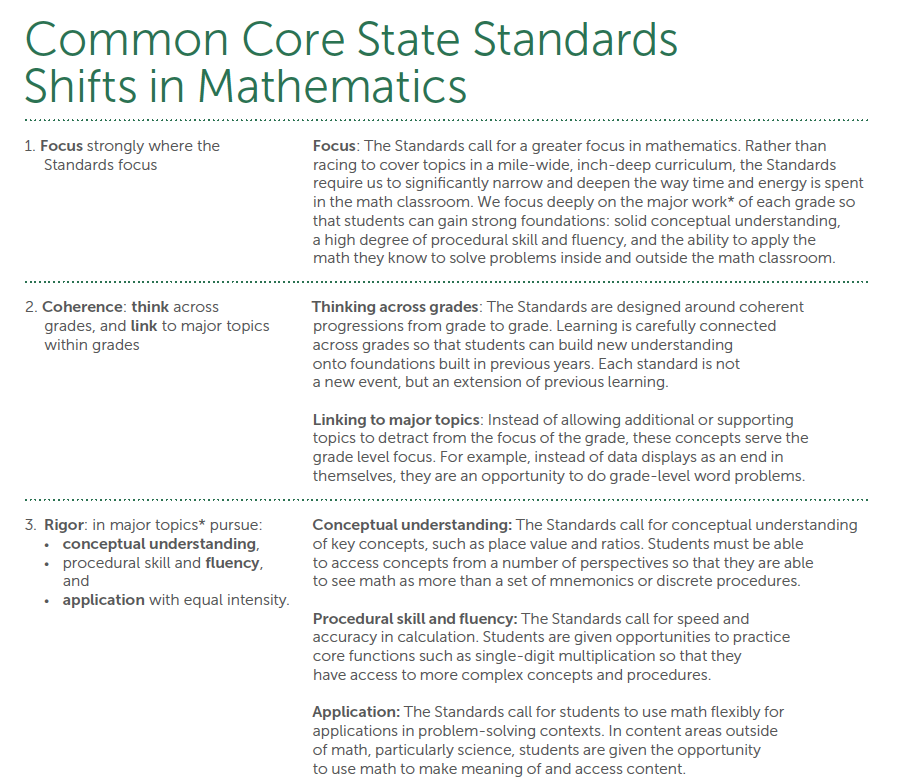 Common Core State Standards
Shifts in Mathematics
1. Focus strongly where the
Standards focus
Focus: The Standards call for a greater focus in mathematics. Rather than
racing to cover topics in a mile-wide, inch-deep curriculum, the Standards
require us to significantly narrow and deepen the way time and energy is spent
in the math classroom. We focus deeply on the major work* of each grade so
that students can gain strong foundations: solid conceptual understanding,
a high degree of procedural skill and fluency, and the ability to apply the
math they know to solve problems inside and outside the math classroom.
2. Coherence: think across
grades, and link to major topics
within grades
Thinking across grades: The Standards are designed around coherent
progressions from grade to grade. Learning is carefully connected
across grades so that students can build new understanding
onto foundations built in previous years. Each standard is not
a new event, but an extension of previous learning.
Linking to major topics: Instead of allowing additional or supporting
topics to detract from the focus of the grade, these concepts serve the
grade level focus. For example, instead of data displays as an end in
themselves, they are an opportunity to do grade-level word problems.
3. Rigor: in major topics* pursue:
• conceptual understanding,
• procedural skill and fluency,
and
• application with equal intensity.
Conceptual understanding: The Standards call for conceptual understanding
of key concepts, such as place value and ratios. Students must be able
to access concepts from a number of perspectives so that they are able
to see math as more than a set of mnemonics or discrete procedures.
Procedural skill and fluency: The Standards call for speed and
accuracy in calculation. Students are given opportunities to practice
core functions such as single-digit multiplication so that they
have access to more complex concepts and procedures.
Application: The Standards call for students to use math flexibly for
applications in problem-solving contexts. In content areas outside
of math, particularly science, students are given the opportunity
to use math to make meaning of and access content.